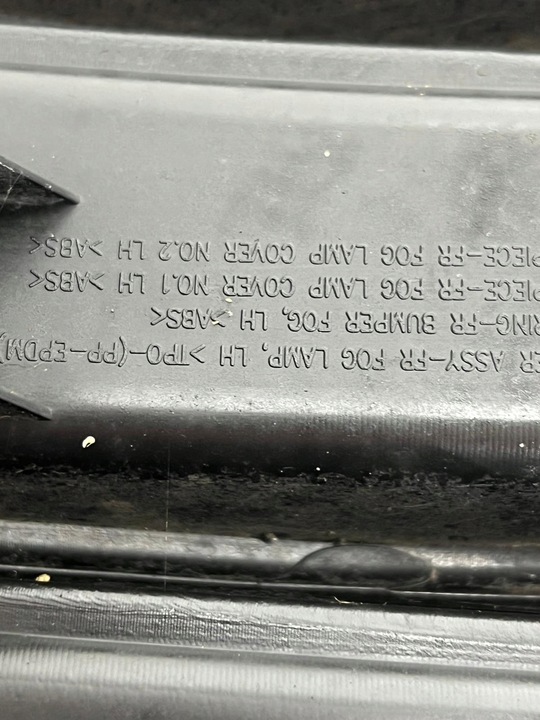 ER ASSY-FR FOG LAMP, LH >TPO-(PP-EPDM)
RING-FR BUMPER FOG, LH >ABS<
PIECE-FR FOG LAMP COVER NO.1 LH >ABS<
PIECE-FR FOG LAMP COVER NO.2 LH >ABS<